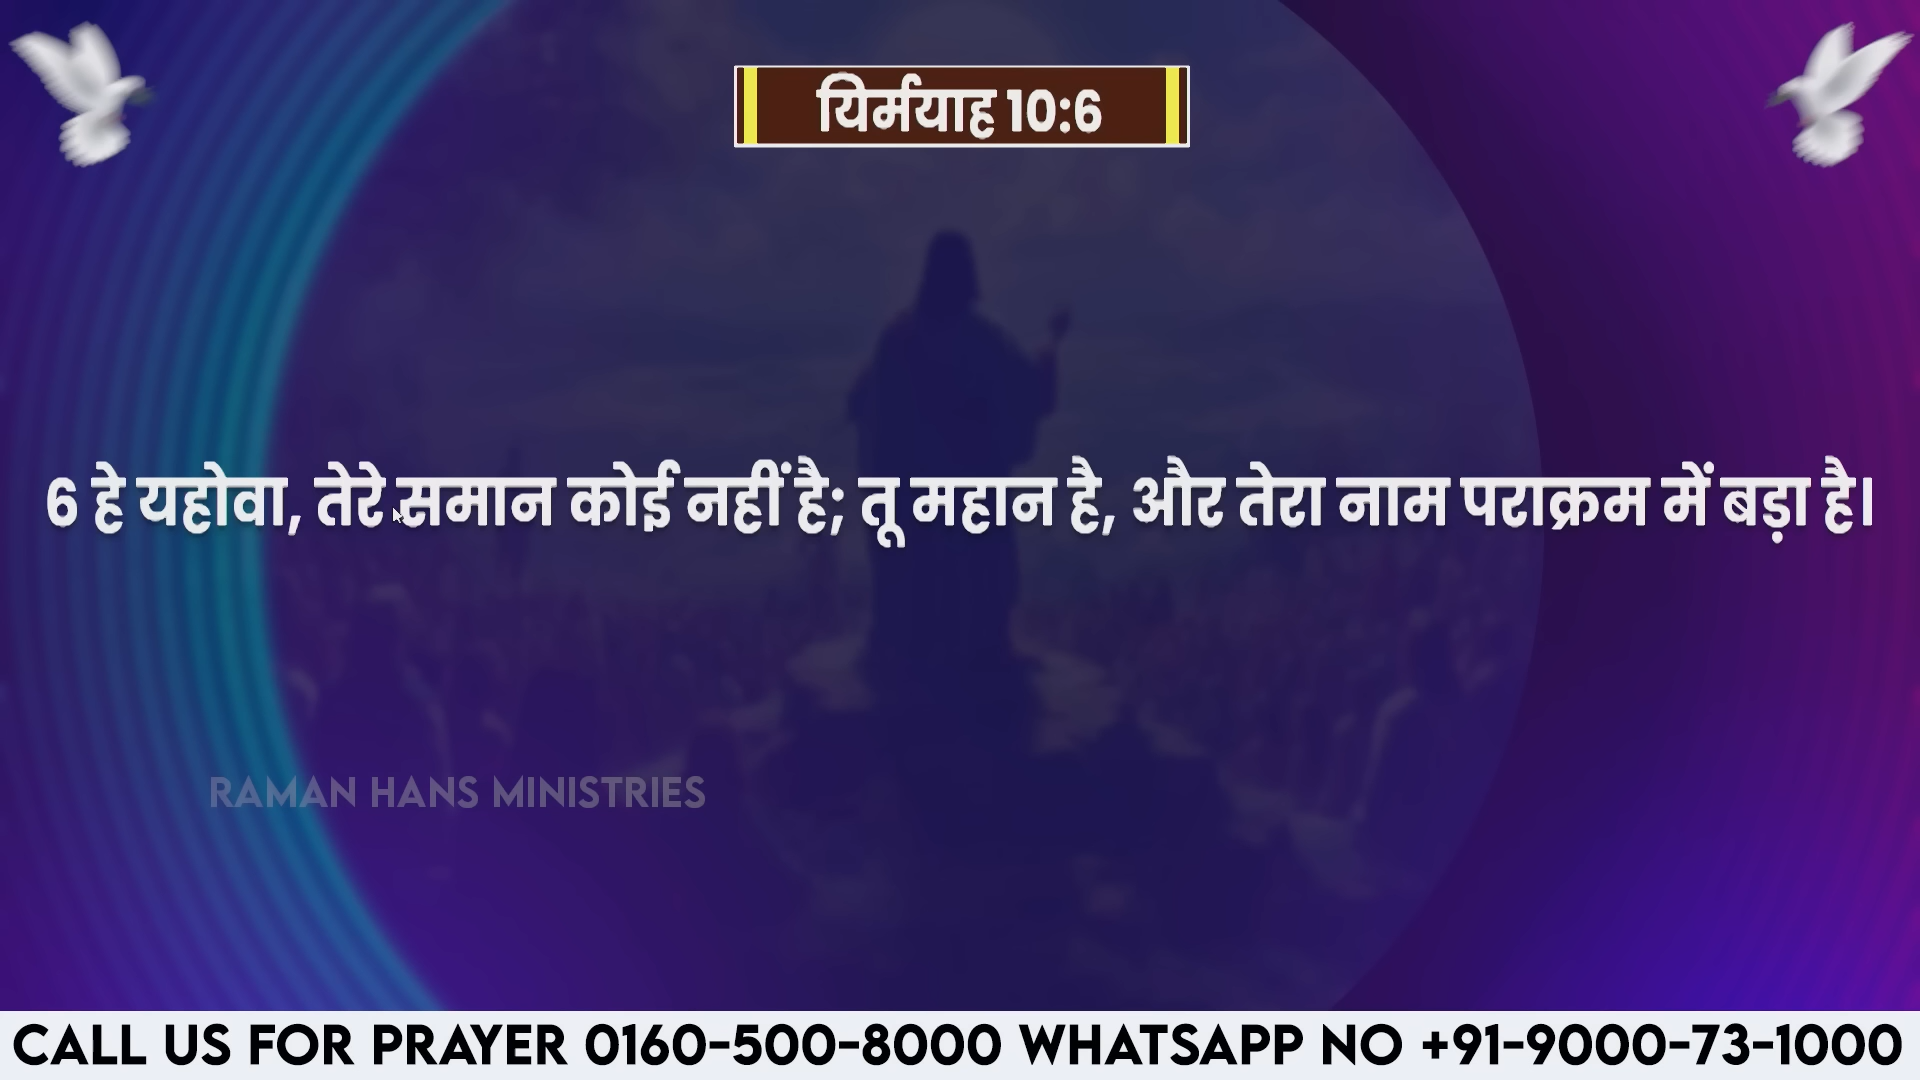 यिर्मयाह 10:6
6 हे यहोवा, तेरे समान कोई नहीं है; तू महान है, और तेरा नाम पराक्रम में बड़ा है।
RAMAN HANS MINISTRIES
CALL US FOR PRAYER 0160-500-8000 WHATSAPP NO +91-9000-73-1000